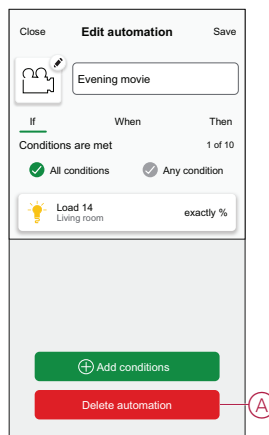 Close Edit automation Save
Evening movie
If When Then
Conditions are met 1 of 10
All conditions Any condition
Load 14
Living room
exactly %
Add conditions
Delete automation
A